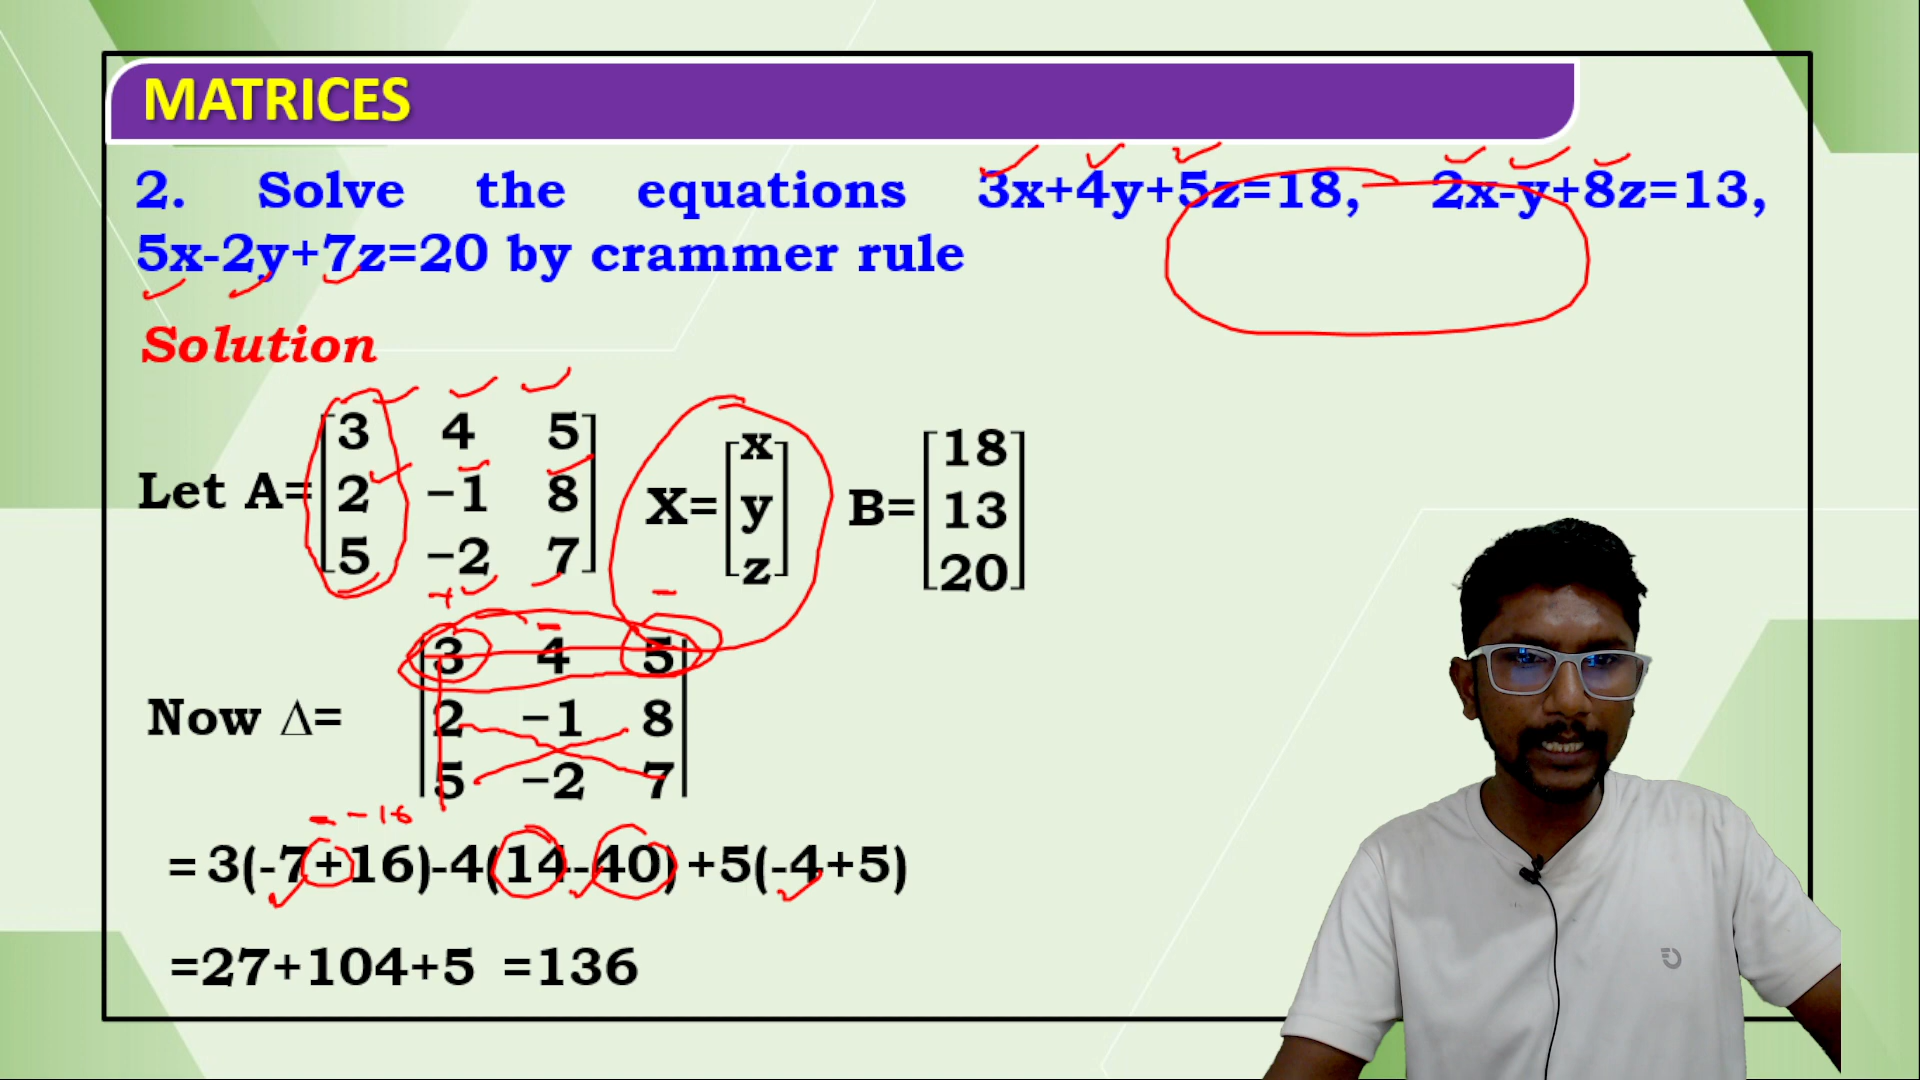 MATRICES
2. Solve the equations 3x+4y+5z=18, 2x-y+8z=13,
5x-2y+7z=20 by crammer rule
Solution
Let A=[3 4 5
2 −1 8
5 −2 7] X=[x
y
z] B=[18
13
20]
+ - -
Now Δ= |3 4 5
2 −1 8
5 −2 7|
= -16
= 3(-7+16)-4(14-40) +5(-4+5)
=27+104+5 =136